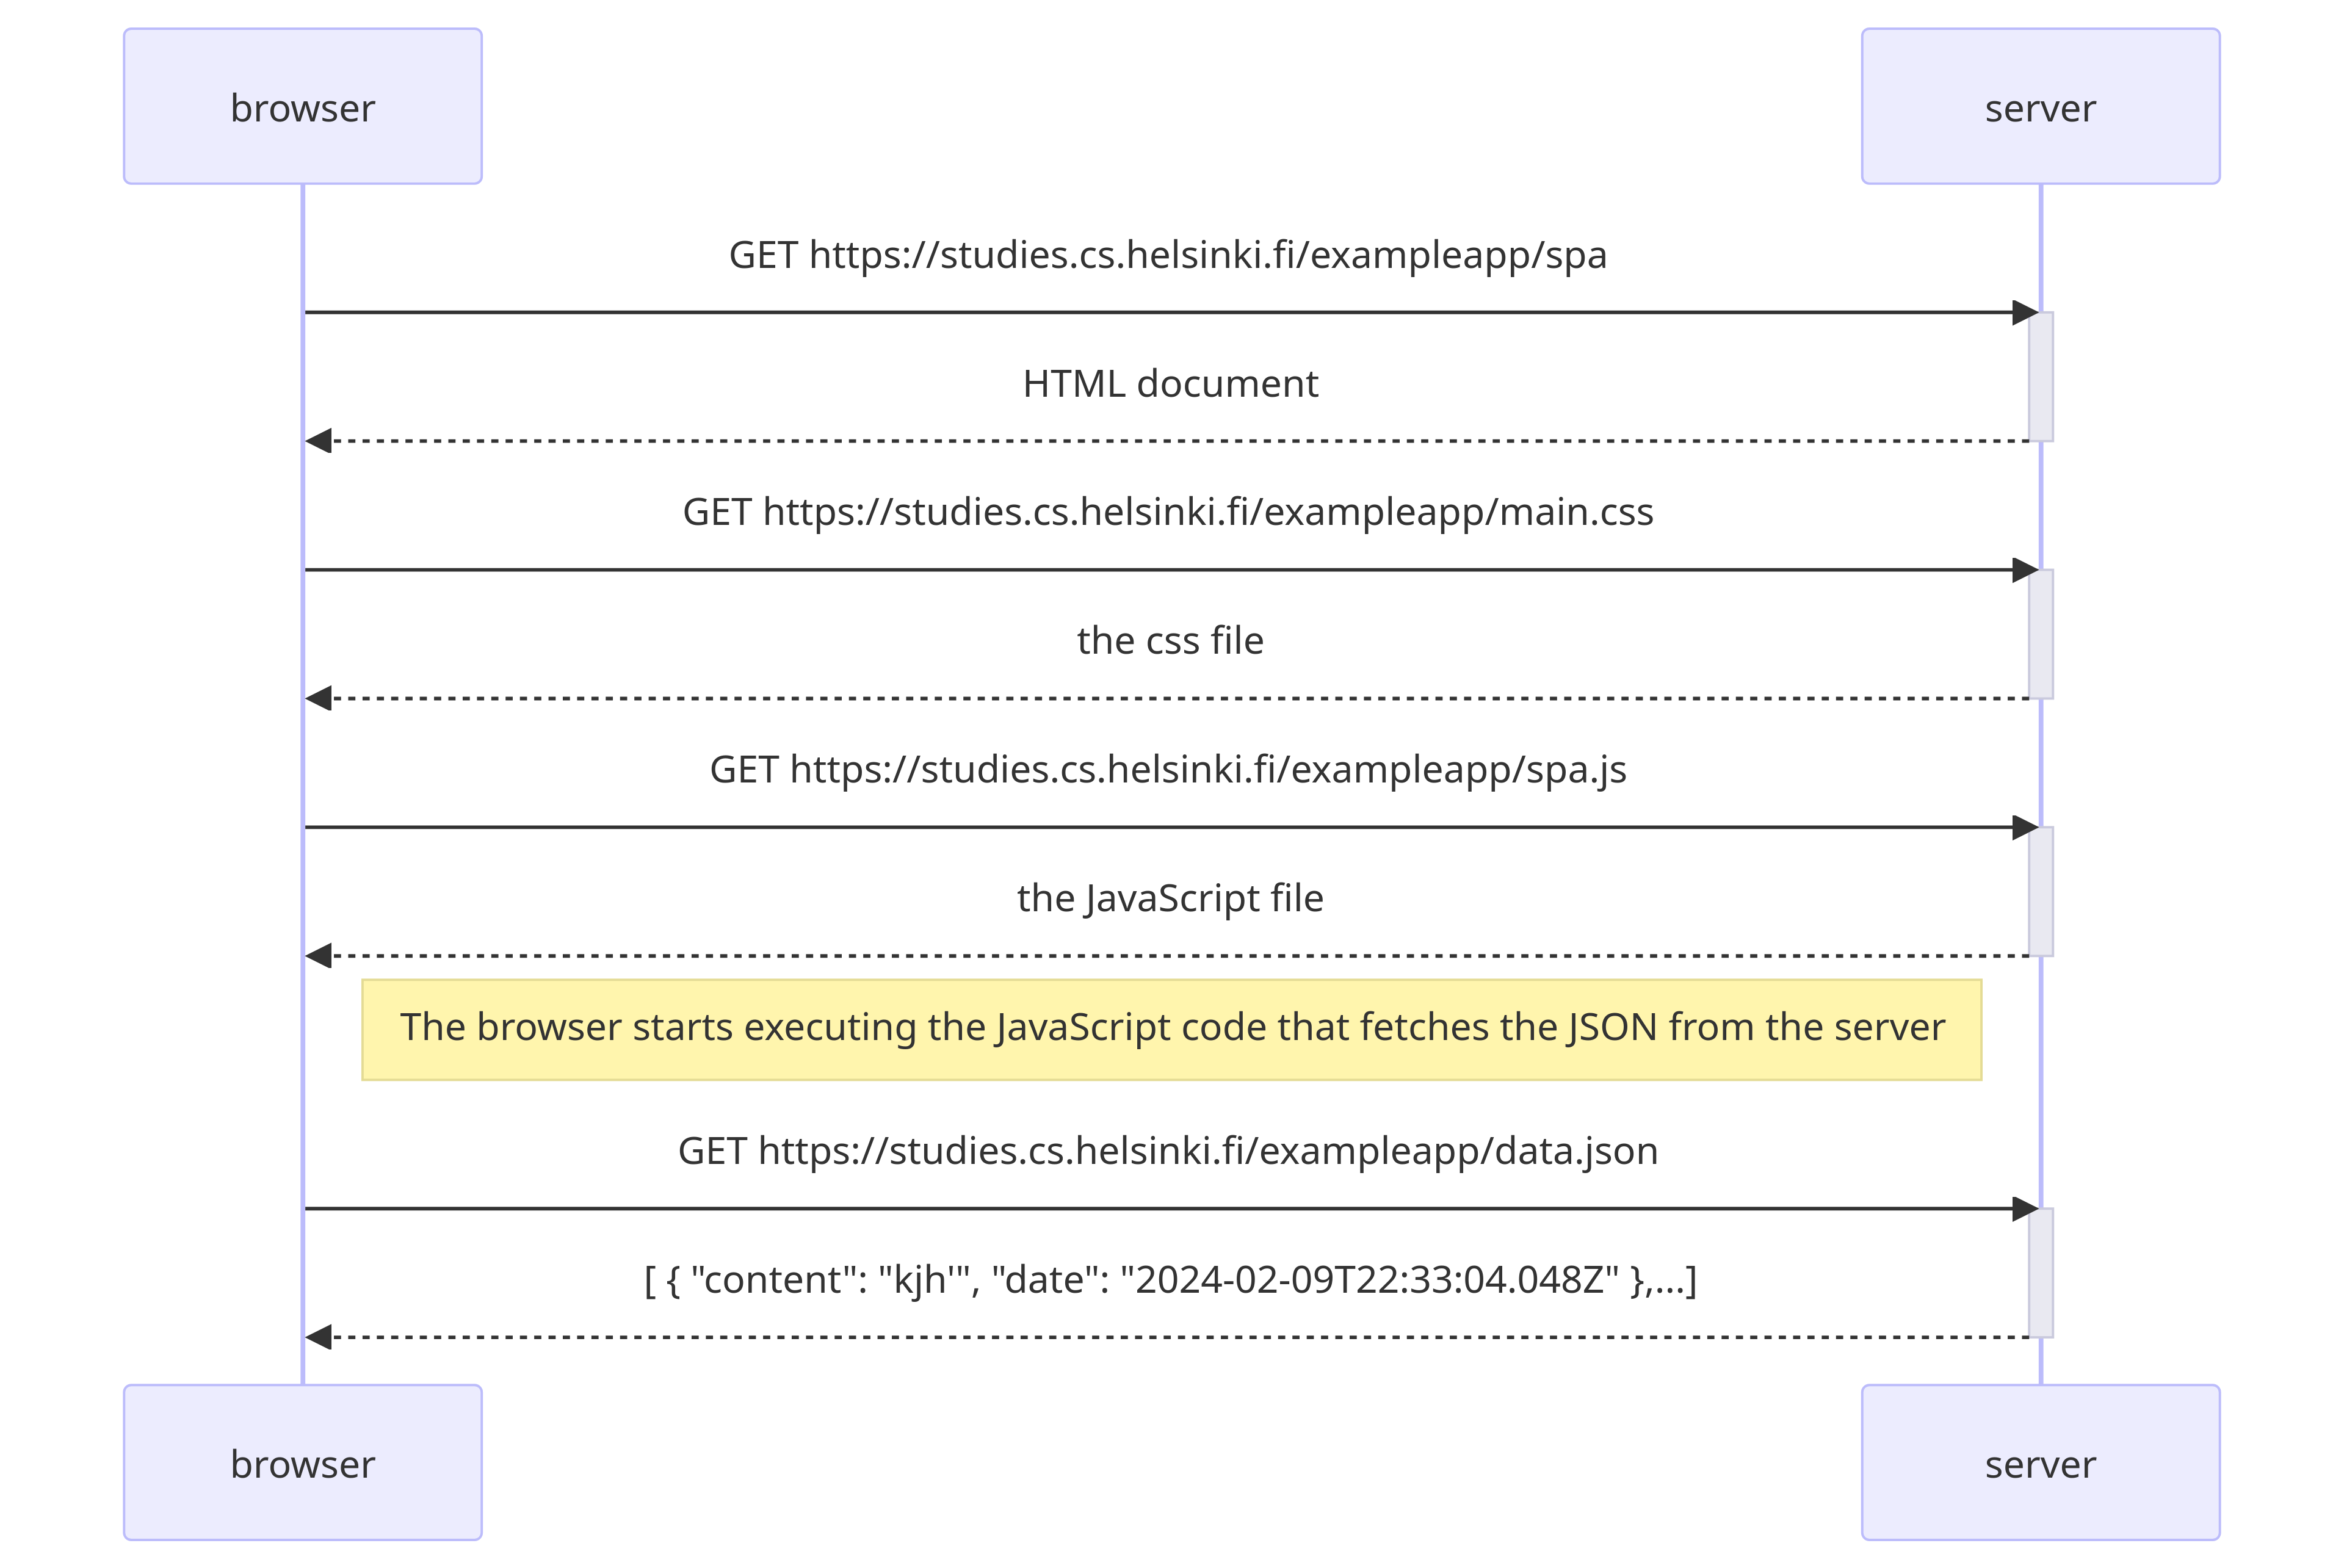 browser
server
GET https://studies.cs.helsinki.fi/exampleapp/spa
HTML document
GET https://studies.cs.helsinki.fi/exampleapp/main.css
the css file
GET https://studies.cs.helsinki.fi/exampleapp/spa.js
the JavaScript file
The browser starts executing the JavaScript code that fetches the JSON from the server
GET https://studies.cs.helsinki.fi/exampleapp/data.json
[ { "content": "kjh'", "date": "2024-02-09T22:33:04.048Z" },...]
browser
server